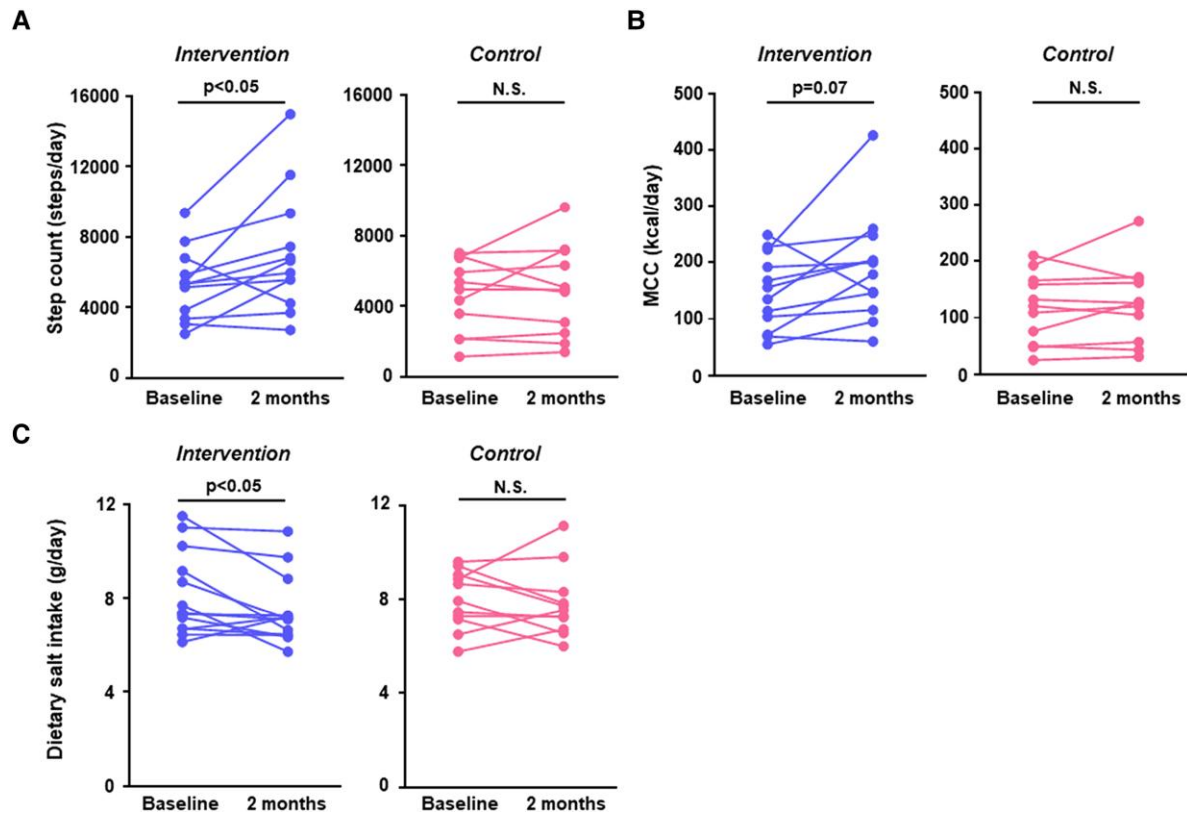 A
Intervention
p<0.05
Step count (steps/day)
16000
12000
8000
4000
0
Baseline 2 months
Control
N.S.
16000
12000
8000
4000
0
Baseline 2 months
B
Intervention
p=0.07
MCC (kcal/day)
500
400
300
200
100
0
Baseline 2 months
Control
N.S.
500
400
300
200
100
0
Baseline 2 months
C
Intervention
p<0.05
Dietary salt intake (g/day)
12
8
4
0
Baseline 2 months
Control
N.S.
12
8
4
0
Baseline 2 months